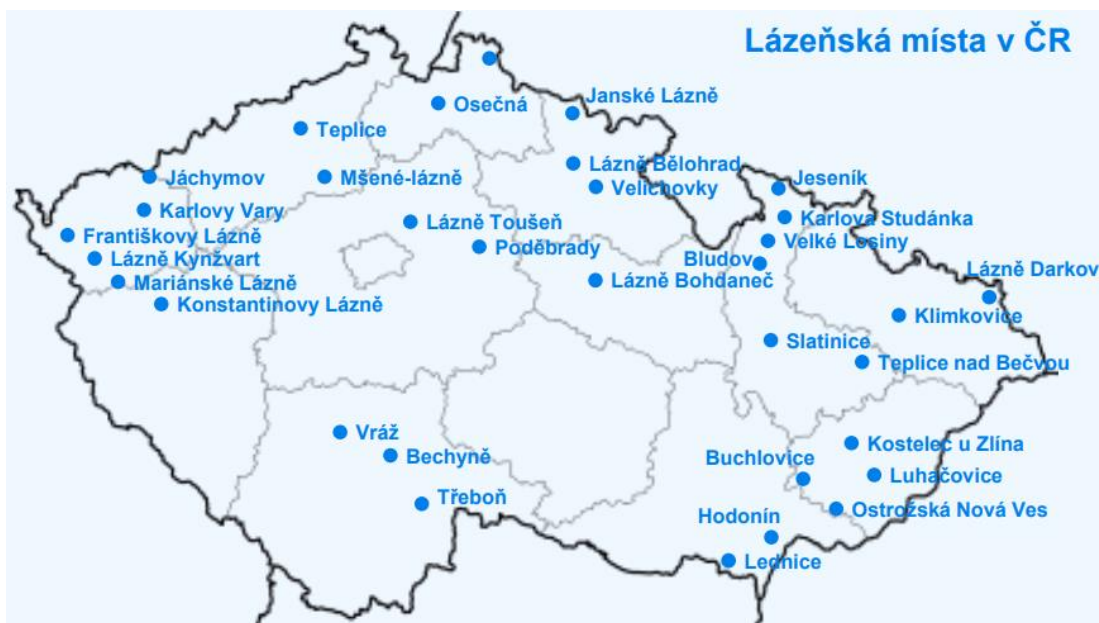 Lázeňská místa v ČR
Osečná
Janské Lázně
Teplice
Lázně Bělohrad
Jáchymov
Mšené-lázně
Velichovky
Jeseník
Karlovy Vary
Lázně Toušeň
Karlova Studánka
Františkovy Lázně
Poděbrady
Velké Losiny
Lázně Kynžvart
Bludov
Lázně Darkov
Mariánské Lázně
Lázně Bohdaneč
Konstantinovy Lázně
Klimkovice
Slatinice
Teplice nad Bečvou
Vráž
Kostelec u Zlína
Bechyně
Buchlovice
Luhačovice
Třeboň
Ostrožská Nová Ves
Hodonín
Lednice